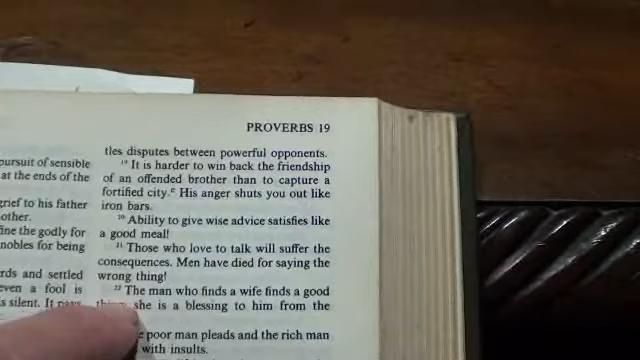 PROVERBS 19
pursuit of sensible
at the ends of the
grief to his father
other.
fine the godly for
nobles for being
rds and settled
even a fool is
s silent. It pays
tles disputes between powerful opponents.
19 It is harder to win back the friendship
of an offended brother than to capture a
fortified city.e His anger shuts you out like
iron bars.
20 Ability to give wise advice satisfies like
a good meal!
21 Those who love to talk will suffer the
consequences. Men have died for saying the
wrong thing!
22 The man who finds a wife finds a good
thing, she is a blessing to him from the
poor man pleads and the rich man
with insults.